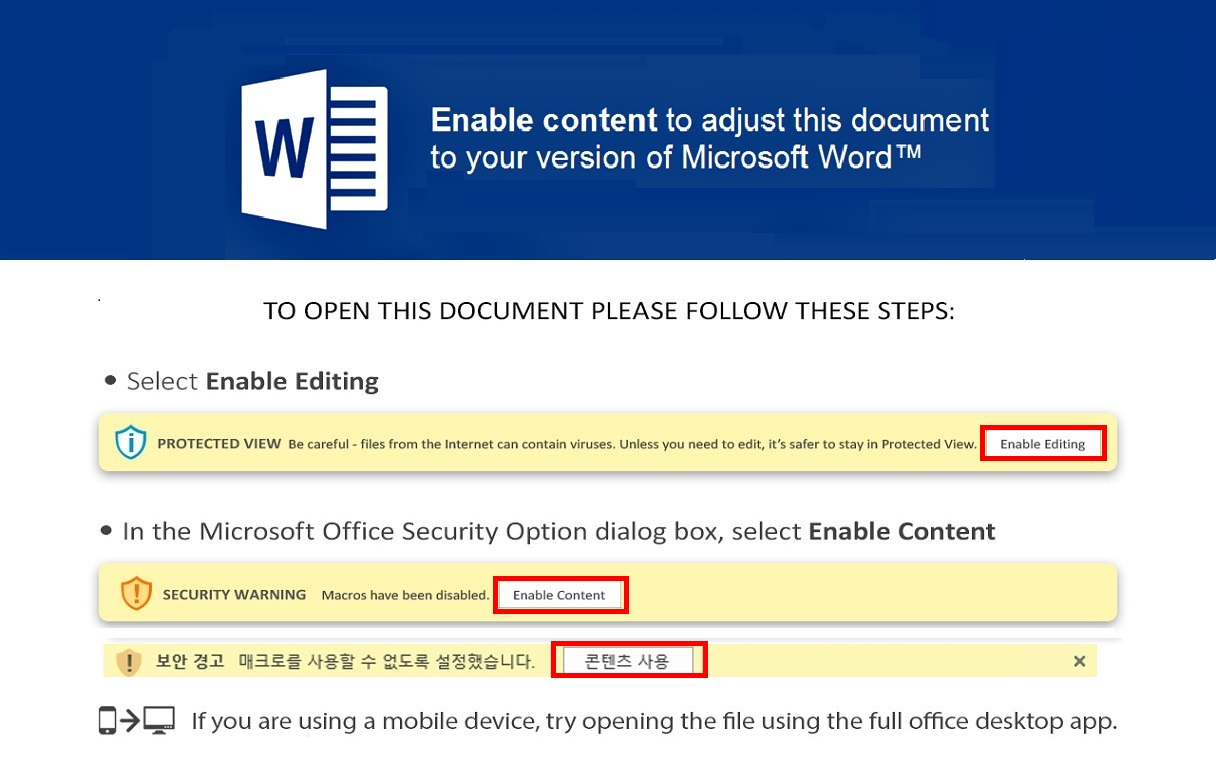 W
Enable content to adjust this document
to your version of Microsoft Word™
TO OPEN THIS DOCUMENT PLEASE FOLLOW THESE STEPS:
• Select Enable Editing
PROTECTED VIEW Be careful - files from the Internet can contain viruses. Unless you need to edit, it's safer to stay in Protected View. Enable Editing
• In the Microsoft Office Security Option dialog box, select Enable Content
SECURITY WARNING Macros have been disabled. Enable Content
보안 경고 매크로를 사용할 수 없도록 설정했습니다. 콘텐츠 사용
If you are using a mobile device, try opening the file using the full office desktop app.